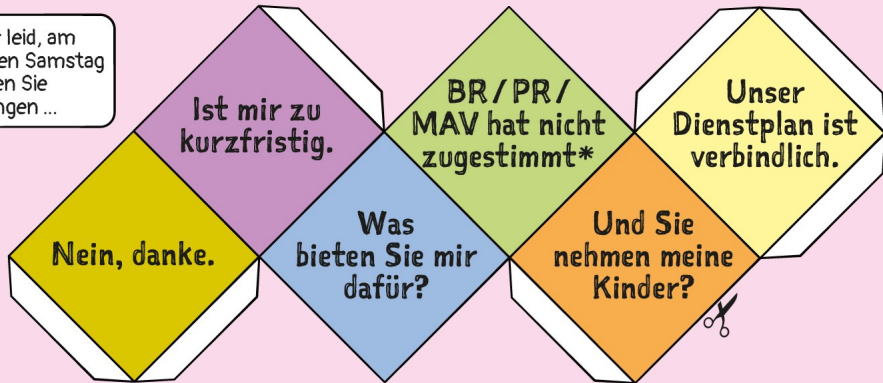 leid, am
en Samstag
en Sie
ngen ...
Ist mir zu
kurzfristig.
BR / PR /
MAV hat nicht
zugestimmt*
Unser
Dienstplan ist
verbindlich.
Nein, danke.
Was
bieten Sie mir
dafür?
Und Sie
nehmen meine
Kinder?